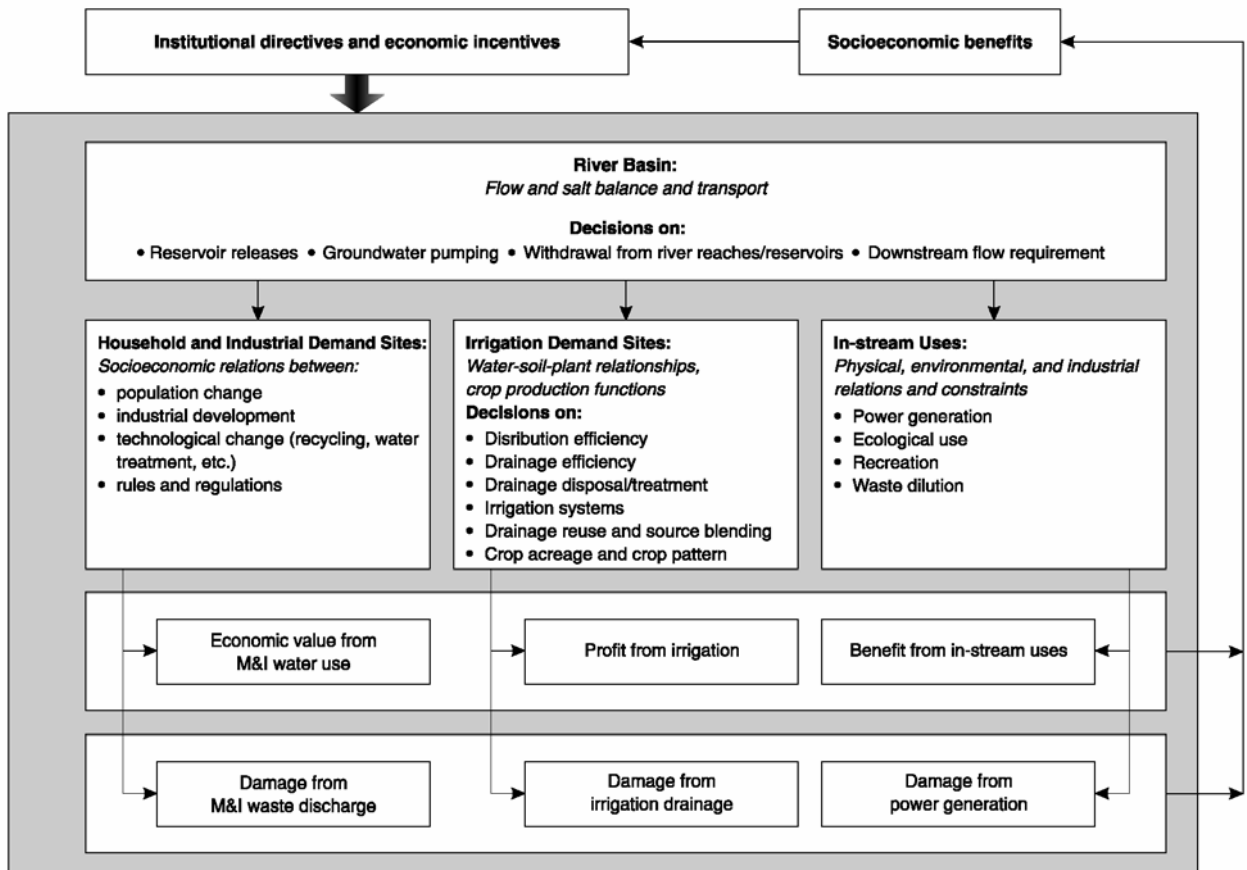 Institutional directives and economic incentives
Socioeconomic benefits
River Basin:
Flow and salt balance and transport
Decisions on:
• Reservoir releases • Groundwater pumping • Withdrawal from river reaches/reservoirs • Downstream flow requirement
Household and Industrial Demand Sites:
Socioeconomic relations between:
• population change
• industrial development
• technological change (recycling, water
treatment, etc.)
• rules and regulations
Irrigation Demand Sites:
Water-soil-plant relationships,
crop production functions
Decisions on:
• Disribution efficiency
• Drainage efficiency
• Drainage disposal/treatment
• Irrigation systems
• Drainage reuse and source blending
• Crop acreage and crop pattern
In-stream Uses:
Physical, environmental, and industrial
relations and constraints
• Power generation
• Ecological use
• Recreation
• Waste dilution
Economic value from
M&I water use
Profit from irrigation
Benefit from in-stream uses
Damage from
M&I waste discharge
Damage from
irrigation drainage
Damage from
power generation